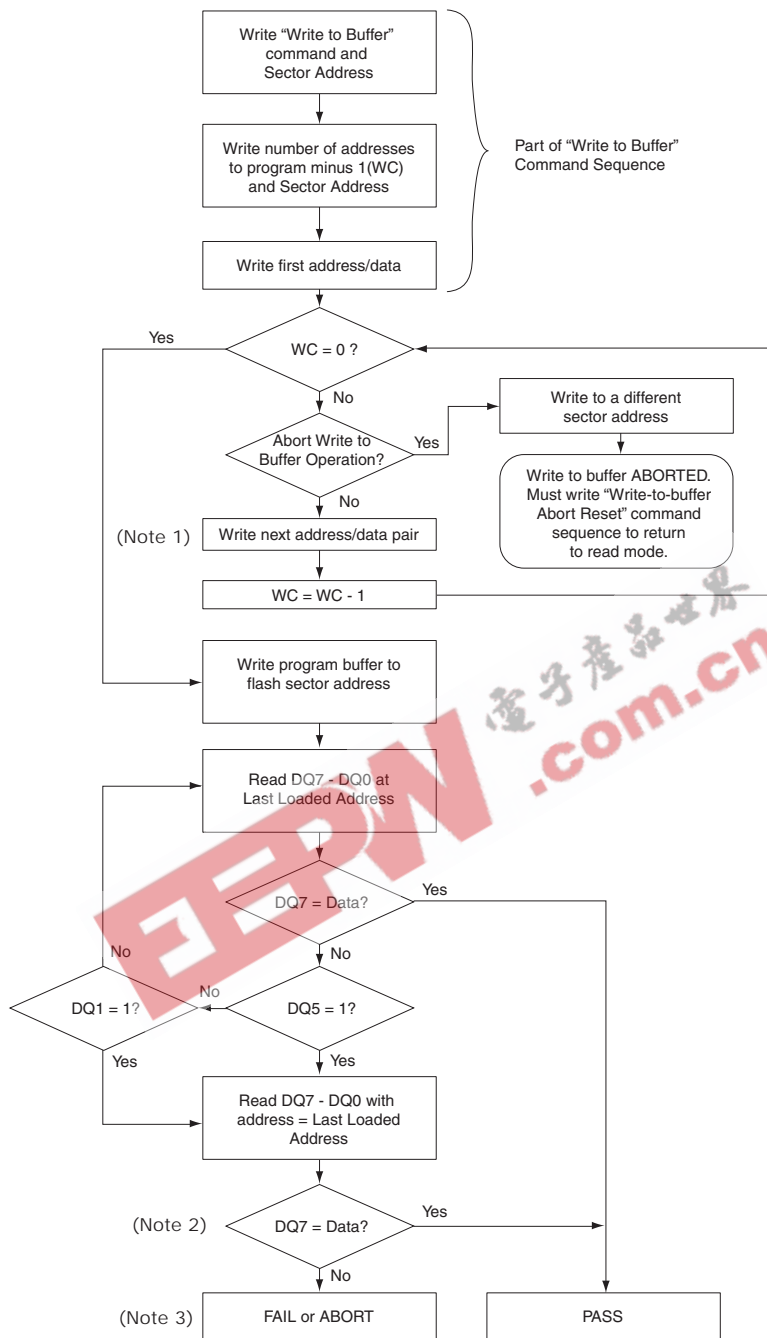 Write “Write to Buffer”
command and
Sector Address
Write number of addresses
to program minus 1(WC)
and Sector Address
Part of “Write to Buffer”
Command Sequence
Write first address/data
Yes
WC = 0 ?
No
Write to a different
sector address
Abort Write to
Buffer Operation?
Yes
Write to buffer ABORTED.
Must write “Write-to-buffer
Abort Reset” command
sequence to return
to read mode.
No
(Note 1)
Write next address/data pair
WC = WC - 1
Write program buffer to
flash sector address
電子產品世界
.com.cn
EEPW
Read DQ7 - DQ0 at
Last Loaded Address
Yes
DQ7 = Data?
No
No
DQ1 = 1?
No
DQ5 = 1?
Yes
Yes
Read DQ7 - DQ0 with
address = Last Loaded
Address
(Note 2)
DQ7 = Data?
Yes
No
(Note 3)
FAIL or ABORT
PASS